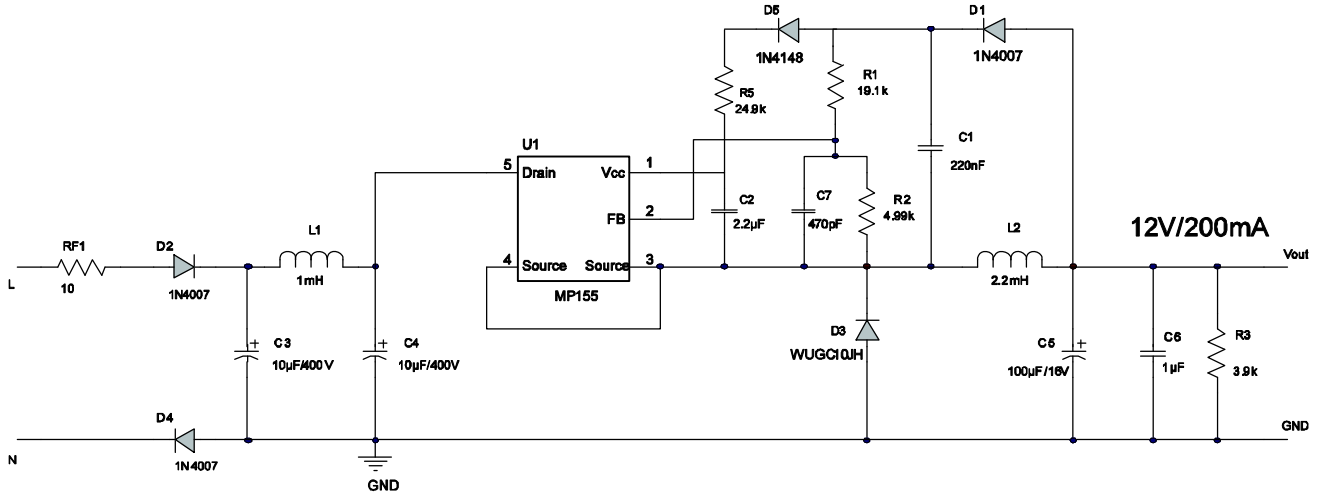 D5
1N4148
D1
1N4007
R5
24.9k
R1
19.1k
C1
220nF
U1
5
Drain
Vcc
1
FB
2
4
Source
Source
3
MP155
C2
2.2µF
C7
470pF
R2
4.99k
L2
2.2mH
12V/200mA
Vout
RF1
10
L
D2
1N4007
L1
1mH
C3
10µF/400V
C4
10µF/400V
D3
WUGC10JH
C5
100µF/16V
C6
1µF
R3
3.9k
D4
1N4007
N
GND
GND